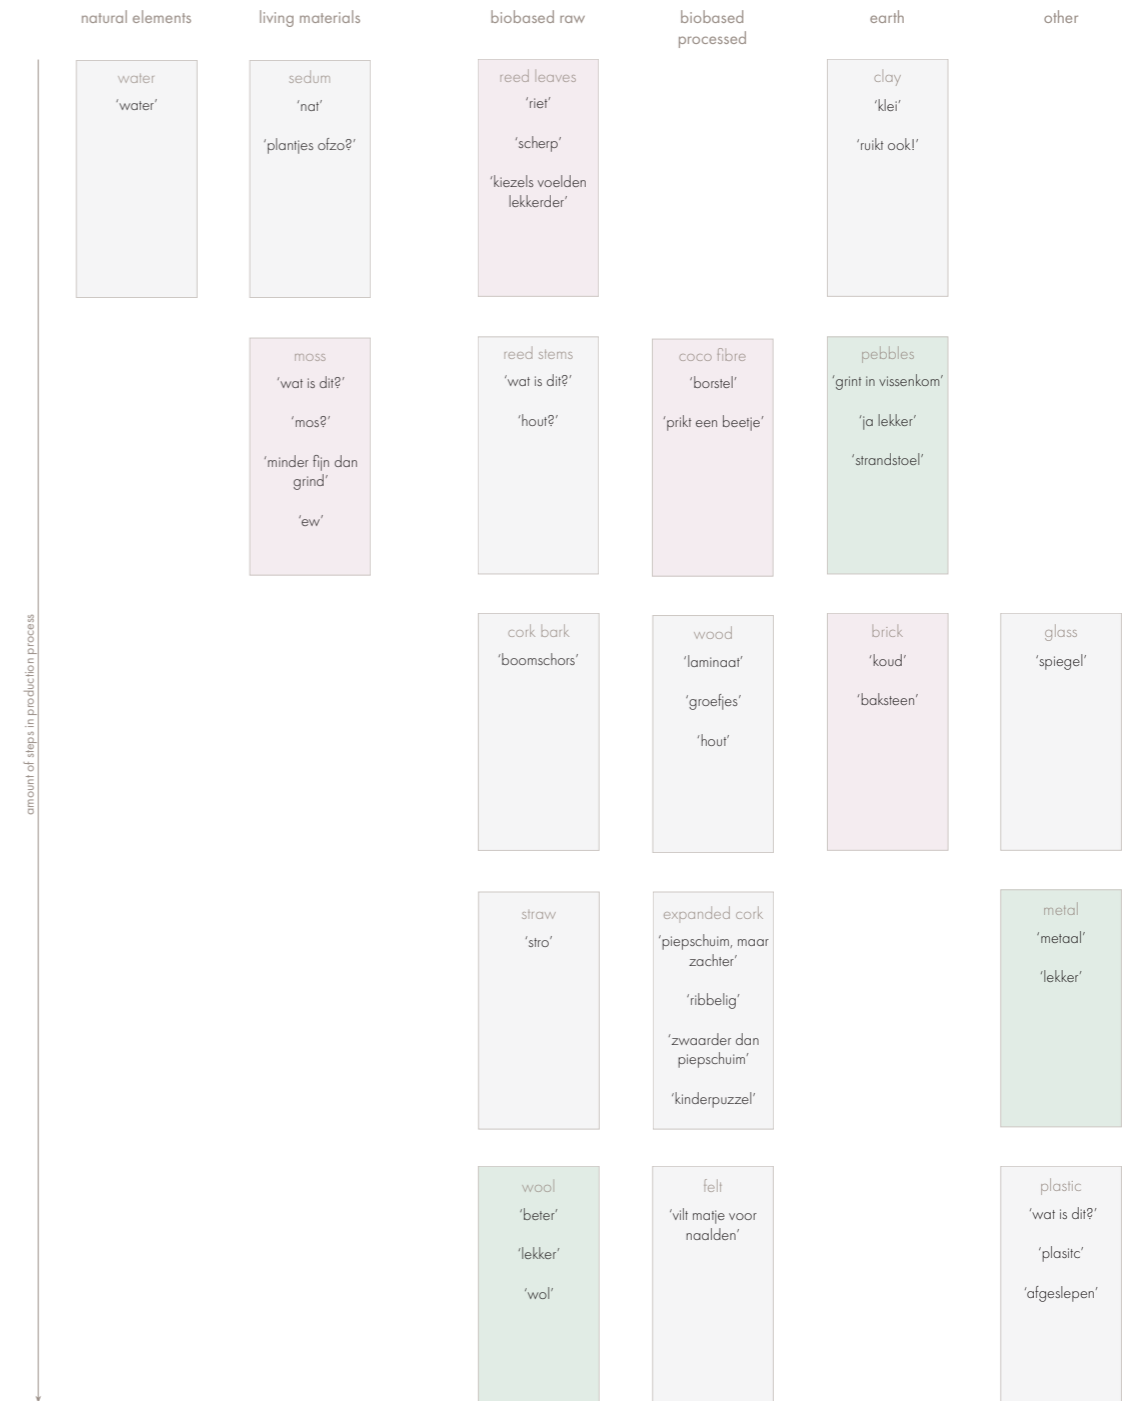 natural elements
living materials
biobased raw
biobased
processed
earth
other
amount of steps in production process
water
‘water’
sedum
‘nat’
‘plantjes ofzo?’
reed leaves
‘riet’
‘scherp’
‘kiezels voelden
lekkerder’
clay
‘klei’
‘ruikt ook!’
moss
‘wat is dit?’
‘mos?’
‘minder fijn dan
grind’
‘ew’
reed stems
‘wat is dit?’
‘hout?’
coco fibre
‘borstel’
‘prikt een beetje’
pebbles
‘grint in vissenkom’
‘ja lekker’
‘strandstoel’
cork bark
‘boomschors’
wood
‘laminaat’
‘groefjes’
‘hout’
brick
‘koud’
‘baksteen’
glass
‘spiegel’
straw
‘stro’
expanded cork
‘piepschuim, maar
zachter’
‘ribbelig’
‘zwaarder dan
piepschuim’
‘kinderpuzzel’
metal
‘metaal’
‘lekker’
wool
‘beter’
‘lekker’
‘wol’
felt
‘vilt matje voor
naalden’
plastic
‘wat is dit?’
‘plasitc’
‘afgeslepen’